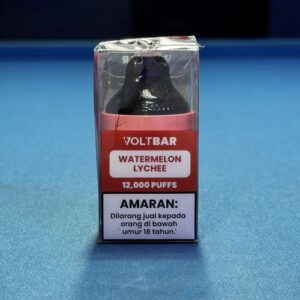 VOLTBAR
WATERMELON
LYCHEE
12,000 PUFFS
AMARAN:
Dilarang jual kepada
orang di bawah
umur 18 tahun.